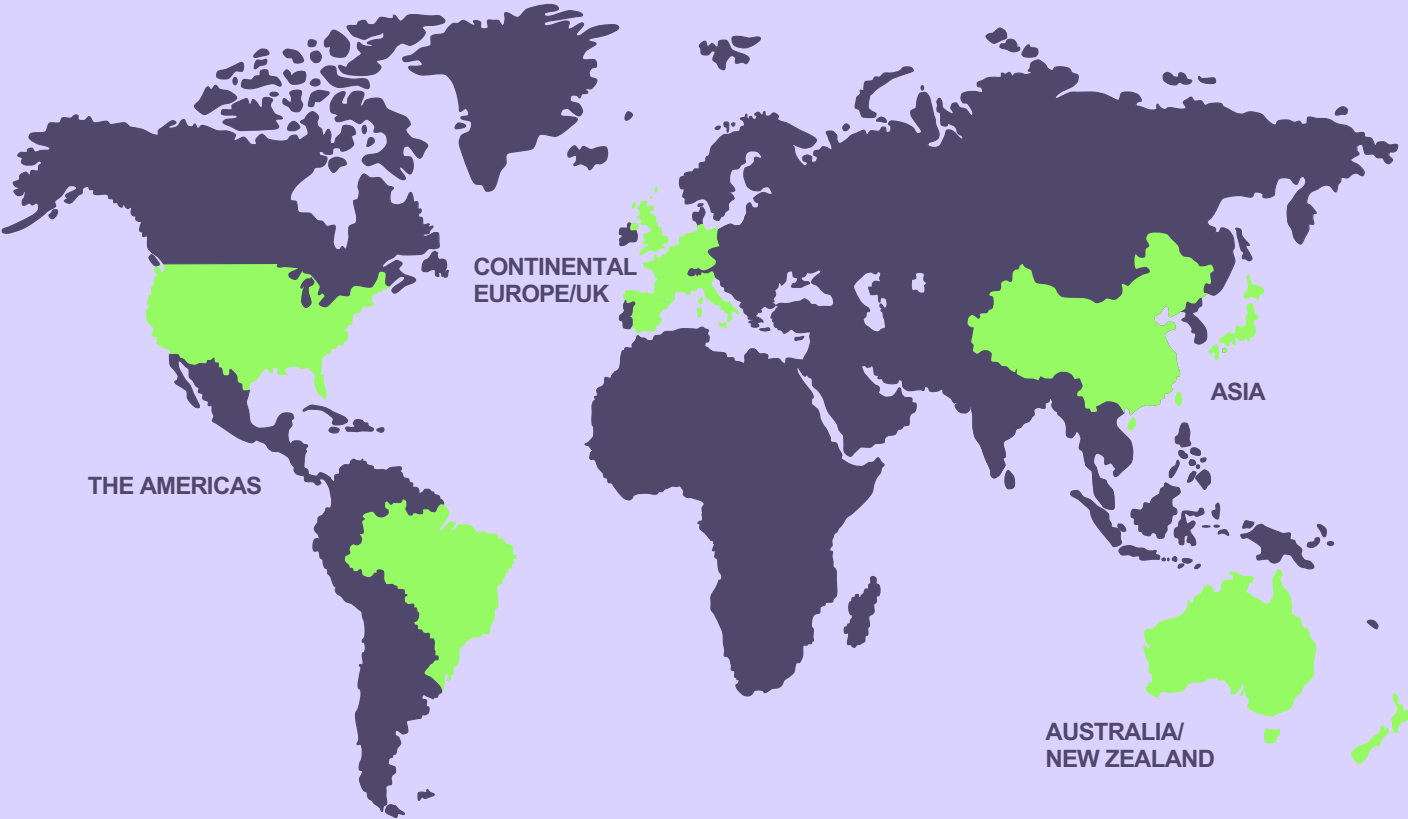 CONTINENTAL
EUROPE/UK
ASIA
THE AMERICAS
AUSTRALIA/
NEW ZEALAND